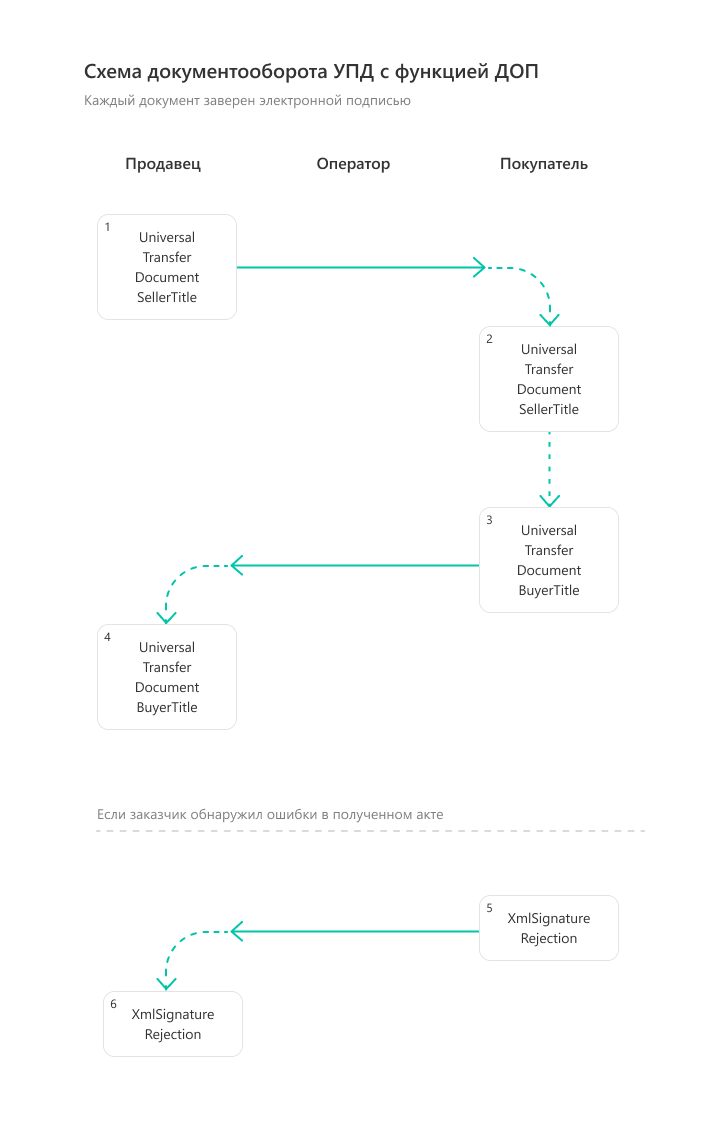 Схема документооборота УПД с функцией ДОП
Каждый документ заверен электронной подписью
Продавец
Оператор
Покупатель
1
Universal
Transfer
Document
SellerTitle
2
Universal
Transfer
Document
SellerTitle
3
Universal
Transfer
Document
BuyerTitle
4
Universal
Transfer
Document
BuyerTitle
Если заказчик обнаружил ошибки в полученном акте
5
XmlSignature
Rejection
6
XmlSignature
Rejection